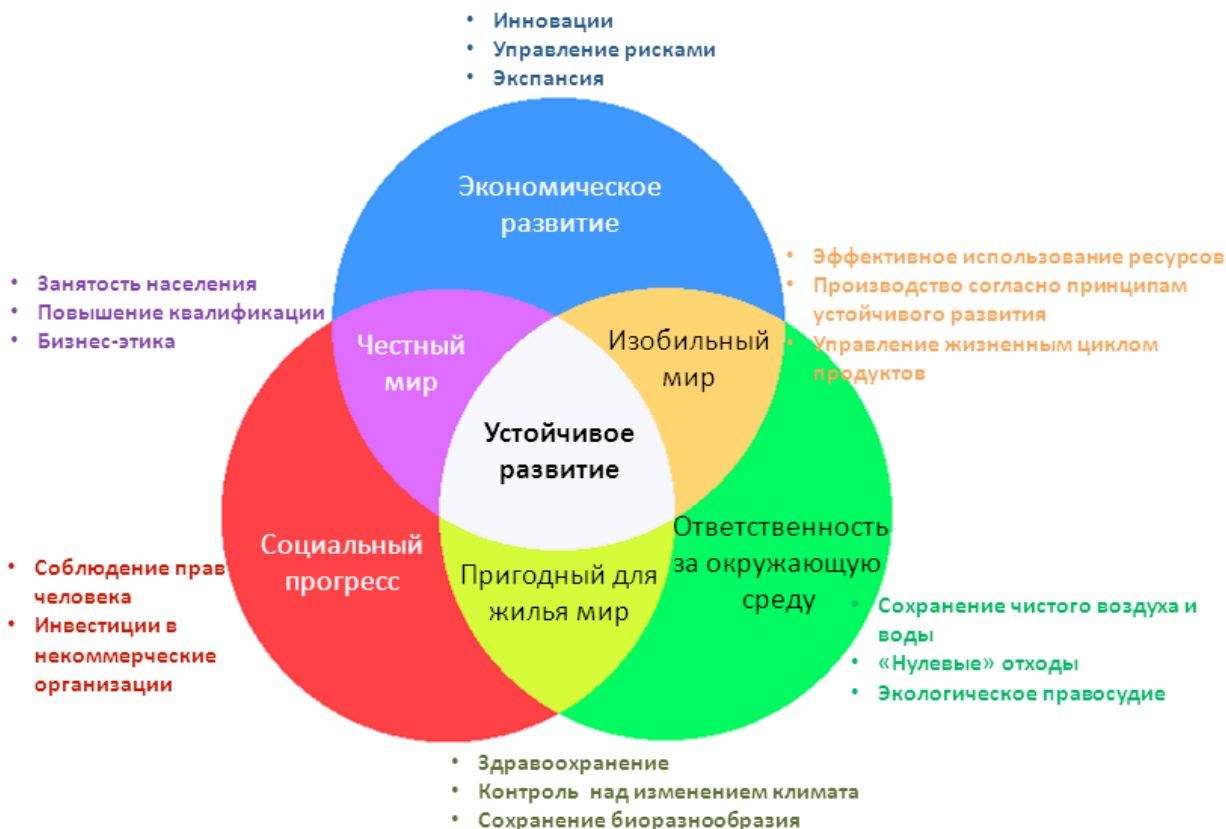 • Инновации
• Управление рисками
• Экспансия
Экономическое
развитие
• Занятость населения
• Повышение квалификации
• Бизнес-этика
• Эффективное использование ресурсов
• Производство согласно принципам
устойчивого развития
• Управление жизненным циклом
продуктов
Честный
мир
Изобильный
мир
Устойчивое
развитие
Социальный
прогресс
Пригодный для
жилья мир
Ответственность
за окружающую
среду
• Соблюдение прав
человека
• Инвестиции в
некоммерческие
организации
• Сохранение чистого воздуха и
воды
• «Нулевые» отходы
• Экологическое правосудие
• Здравоохранение
• Контроль над изменением климата
• Сохранение биоразнообразия